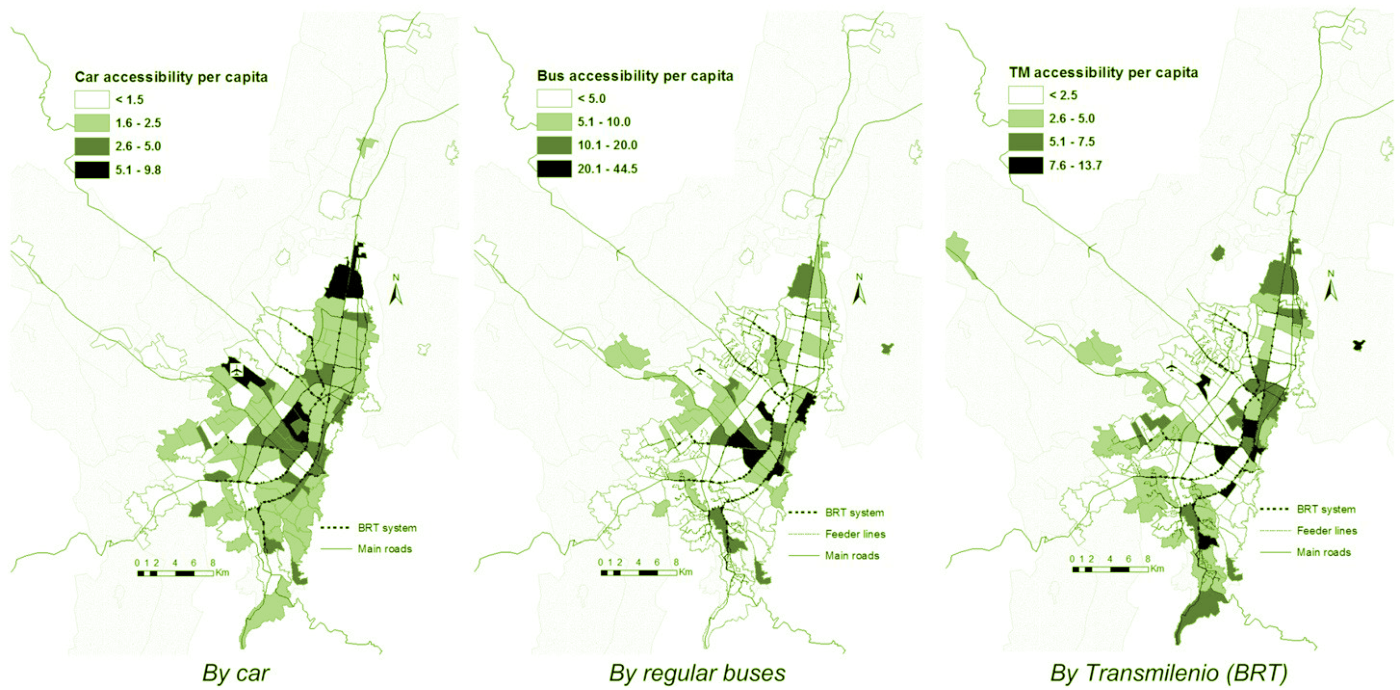 Car accessibility per capita
< 1.5
1.6 - 2.5
2.6 - 5.0
5.1 - 9.8
N
BRT system
Main roads
0 1 2 4 6 8
Km
By car
Bus accessibility per capita
< 5.0
5.1 - 10.0
10.1 - 20.0
20.1 - 44.5
N
BRT system
Feeder lines
Main roads
0 1 2 4 6 8
Km
By regular buses
TM accessibility per capita
< 2.5
2.6 - 5.0
5.1 - 7.5
7.6 - 13.7
N
BRT system
Feeder lines
Main roads
0 1 2 4 6 8
Km
By Transmilenio (BRT)